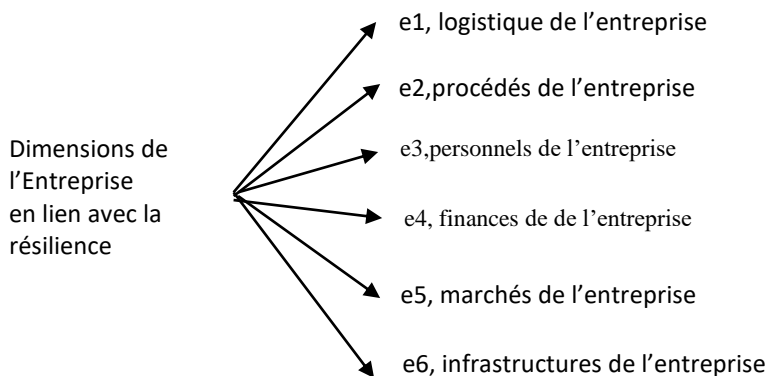 e1, logistique de l’entreprise
e2,procédés de l’entreprise
e3,personnels de l’entreprise
Dimensions de
l’Entreprise
en lien avec la
résilience
e4, finances de de l’entreprise
e5, marchés de l’entreprise
e6, infrastructures de l’entreprise